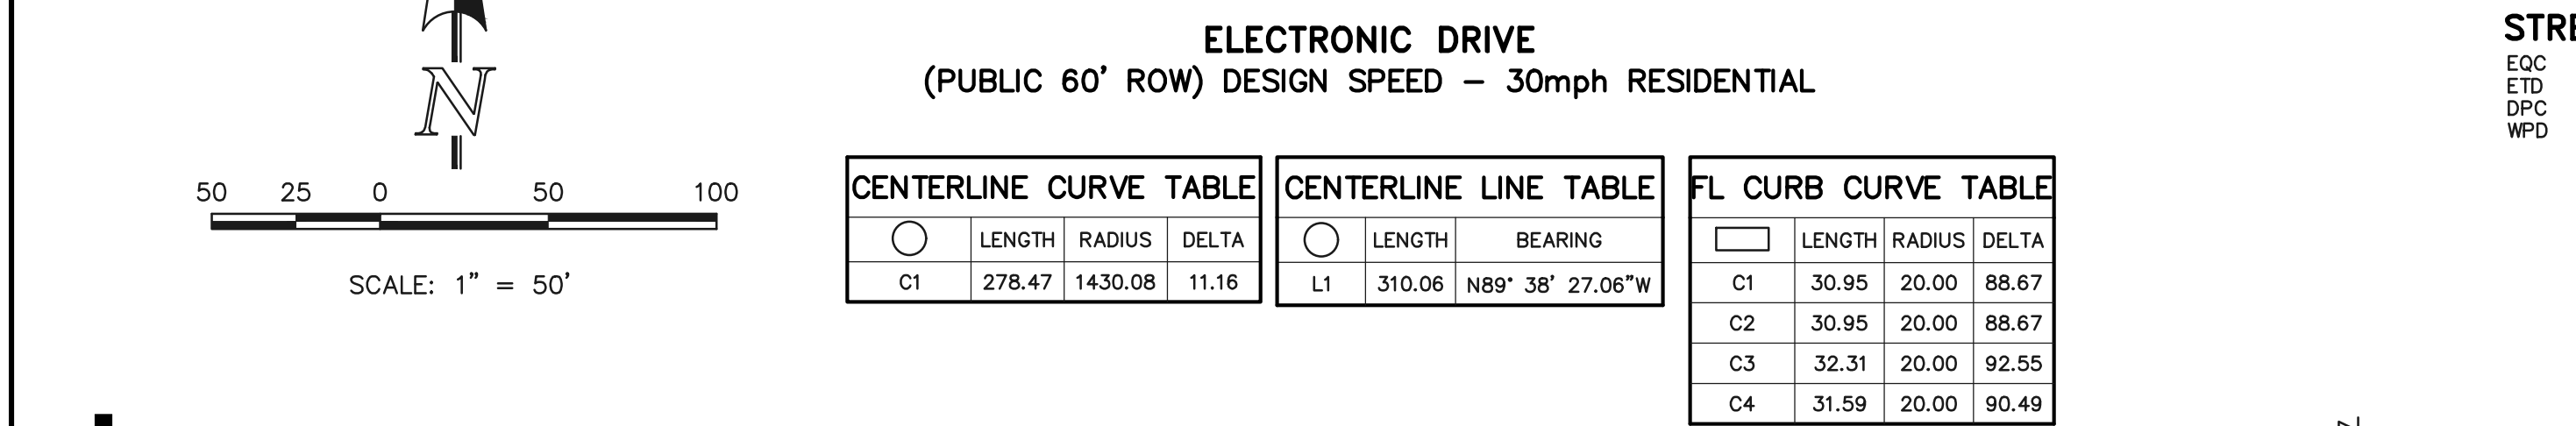 N
50 25 0 50 100
SCALE: 1" = 50'
ELECTRONIC DRIVE
(PUBLIC 60' ROW) DESIGN SPEED – 30mph RESIDENTIAL
CENTERLINE CURVE TABLE
LENGTH RADIUS DELTA
C1 278.47 1430.08 11.16
CENTERLINE LINE TABLE
LENGTH BEARING
L1 310.06 N89° 38' 27.06"W
FL CURB CURVE TABLE
LENGTH RADIUS DELTA
C1 30.95 20.00 88.67
C2 30.95 20.00 88.67
C3 32.31 20.00 92.55
C4 31.59 20.00 90.49
EQC
ETD
DPC
WPD